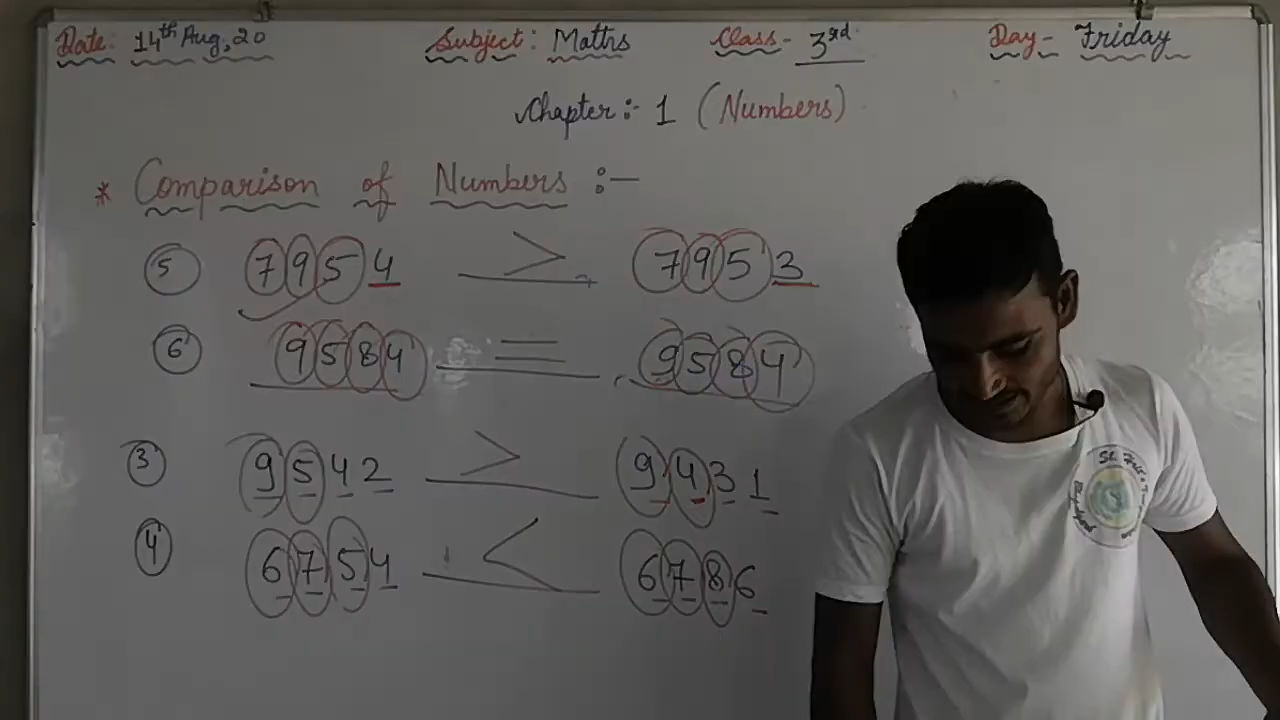 Date: 14th Aug, 20 Subject: Maths Class- 3rd Day- Friday
Chapter:- 1 (Numbers)
* Comparison of Numbers :-
5 7954 > 7953
6 9584 = 9584
3 9542 > 9431
4 6754 < 6786